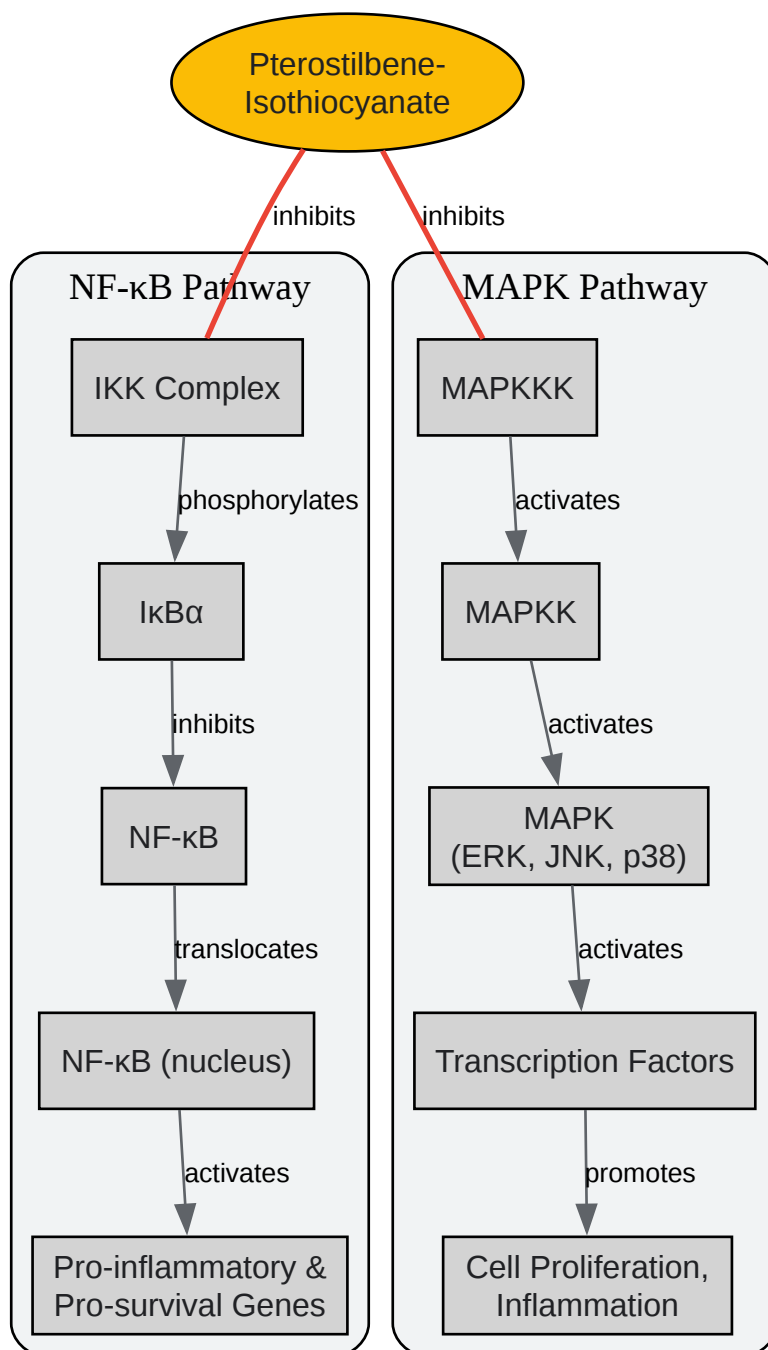 Pterostilbene-
Isothiocyanate
inhibits
inhibits
NF-κB Pathway
IKK Complex
phosphorylates
IκBα
inhibits
NF-κB
translocates
NF-κB (nucleus)
activates
Pro-inflammatory &
Pro-survival Genes
MAPK Pathway
MAPKKK
activates
MAPKK
activates
MAPK
(ERK, JNK, p38)
activates
Transcription Factors
promotes
Cell Proliferation,
Inflammation